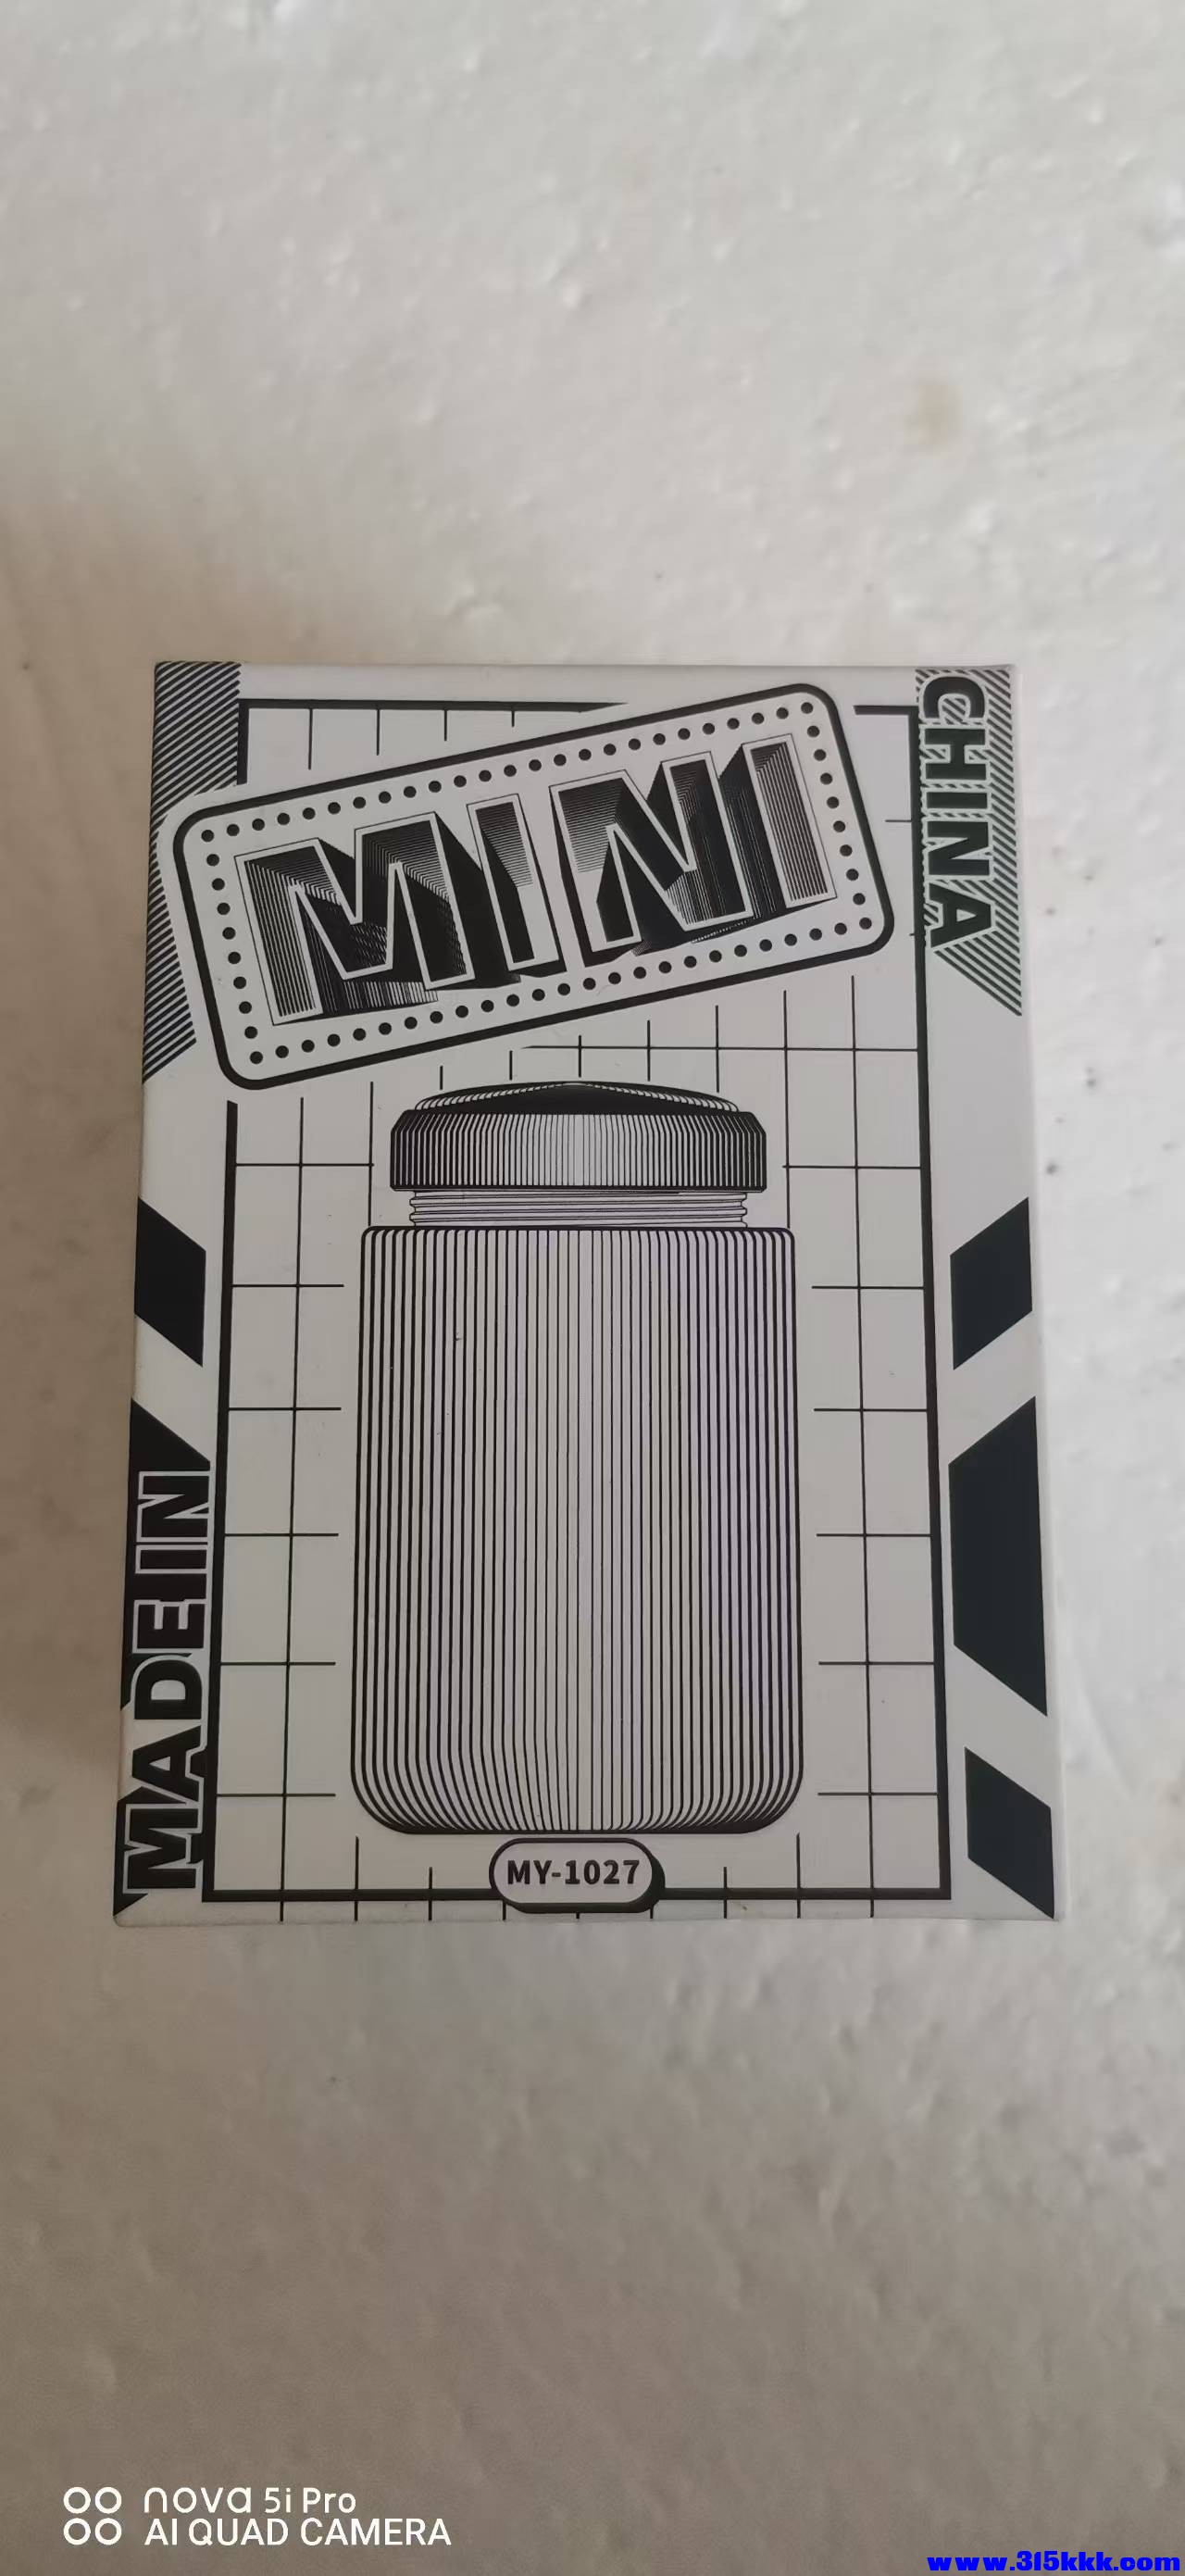 CHINA
MINI
MADE IN
MY-1027
nova 5i Pro
AI QUAD CAMERA
www.315kkk.com